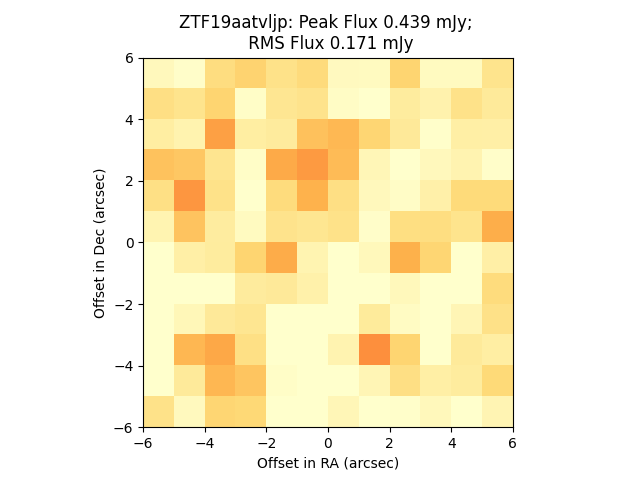 ZTF19aatvljp: Peak Flux 0.439 mJy;
RMS Flux 0.171 mJy
6
4
2
0
−2
−4
−6
Offset in Dec (arcsec)
−6 −4 −2 0 2 4 6
Offset in RA (arcsec)